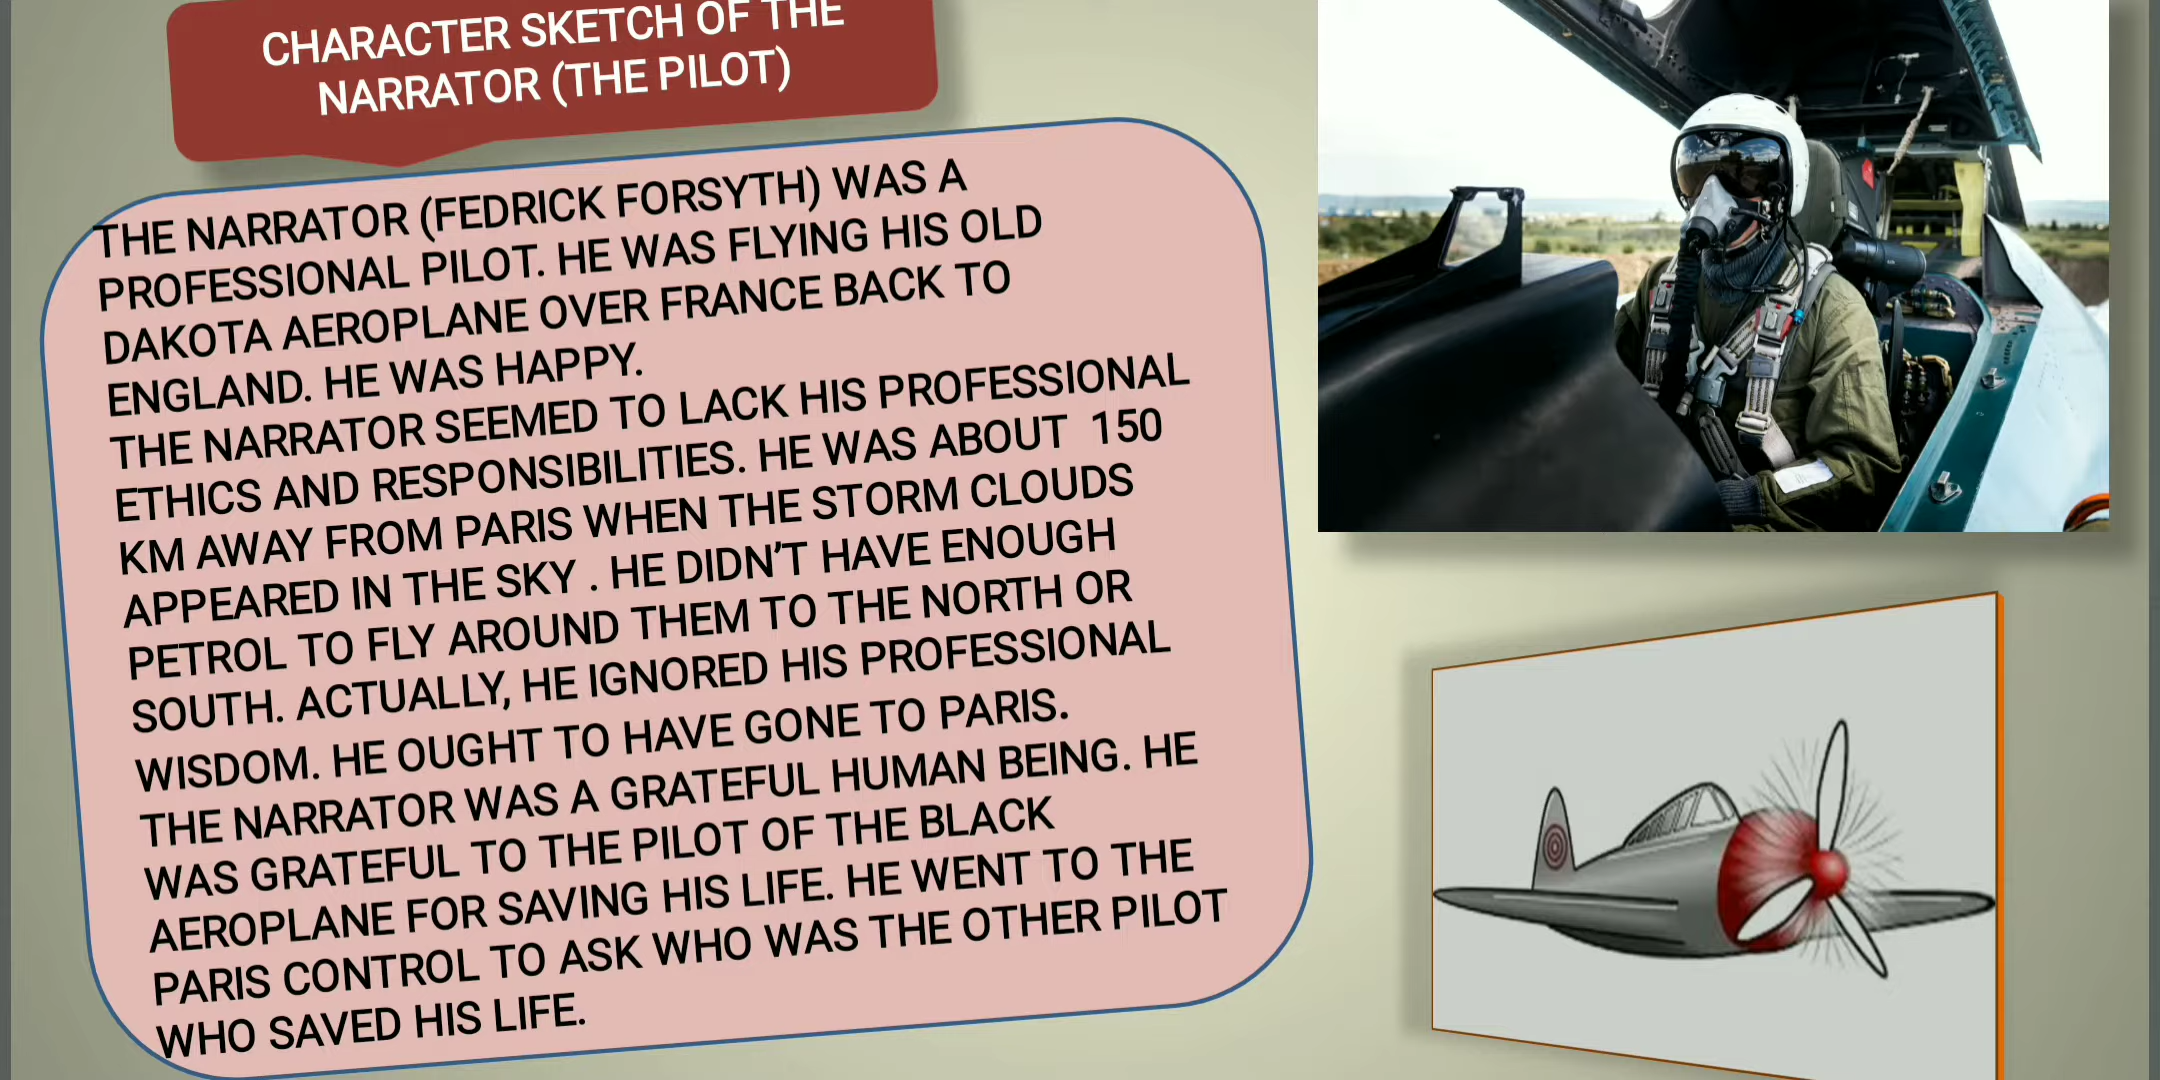 CHARACTER SKETCH OF THE
NARRATOR (THE PILOT)
THE NARRATOR (FEDRICK FORSYTH) WAS A
PROFESSIONAL PILOT. HE WAS FLYING HIS OLD
DAKOTA AEROPLANE OVER FRANCE BACK TO
ENGLAND. HE WAS HAPPY.
THE NARRATOR SEEMED TO LACK HIS PROFESSIONAL
ETHICS AND RESPONSIBILITIES. HE WAS ABOUT 150
KM AWAY FROM PARIS WHEN THE STORM CLOUDS
APPEARED IN THE SKY . HE DIDN'T HAVE ENOUGH
PETROL TO FLY AROUND THEM TO THE NORTH OR
SOUTH. ACTUALLY, HE IGNORED HIS PROFESSIONAL
WISDOM. HE OUGHT TO HAVE GONE TO PARIS.
THE NARRATOR WAS A GRATEFUL HUMAN BEING. HE
WAS GRATEFUL TO THE PILOT OF THE BLACK
AEROPLANE FOR SAVING HIS LIFE. HE WENT TO THE
PARIS CONTROL TO ASK WHO WAS THE OTHER PILOT
WHO SAVED HIS LIFE.